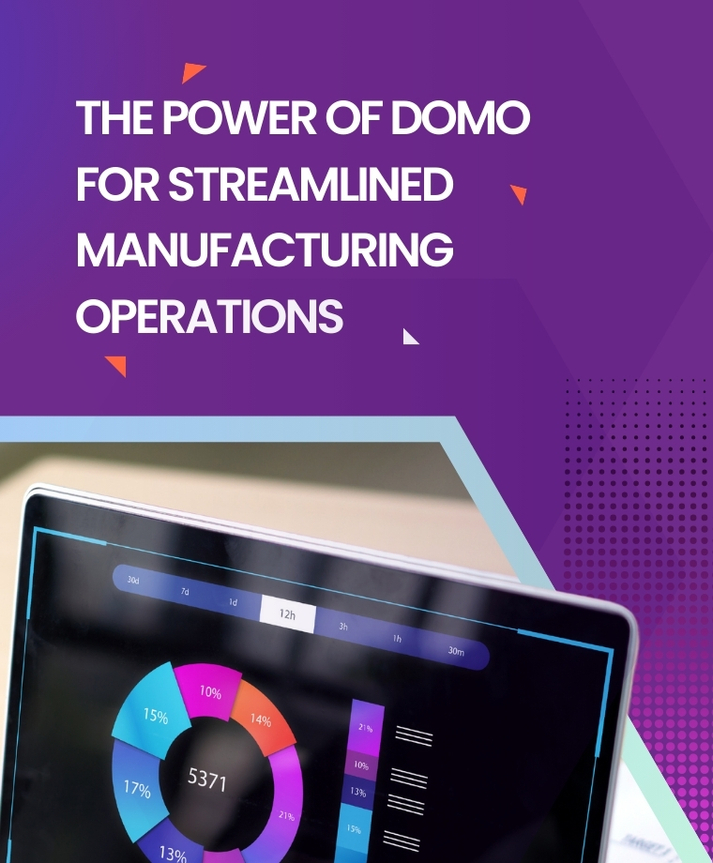 THE POWER OF DOMO
FOR STREAMLINED
MANUFACTURING
OPERATIONS
30d 7d 1d 12h 3h 1h 30m
10%
15% 14%
5371
17% 21%
13%
21%
10%
13%
15%